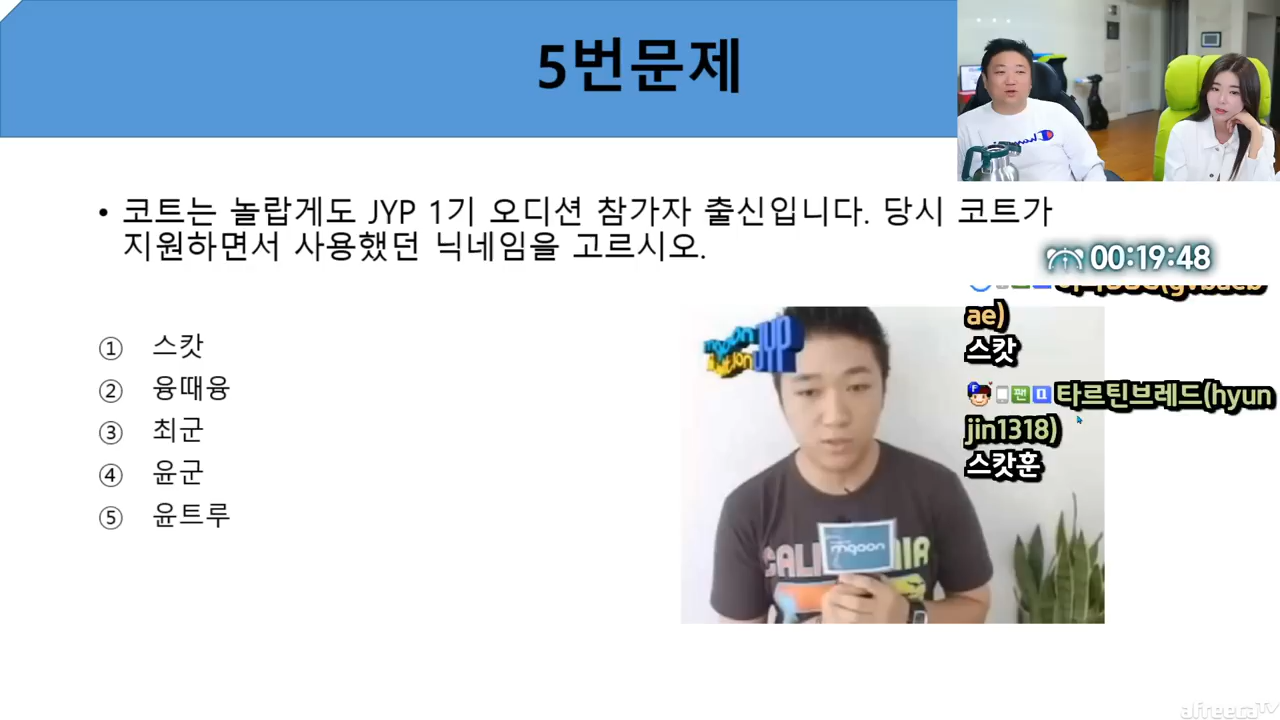 5번문제
• 코트는 놀랍게도 JYP 1기 오디션 참가자 출신입니다. 당시 코트가
지원하면서 사용했던 닉네임을 고르시오.
00:19:48
ae)
스캇
① 스캇
② 융때융
③ 최군
④ 윤군
⑤ 윤트루
mqoon
JYP
팬 타르틴브레드(hyun
jin1318)
스캇훈
CALI NIA
mqoon
afreecaTV